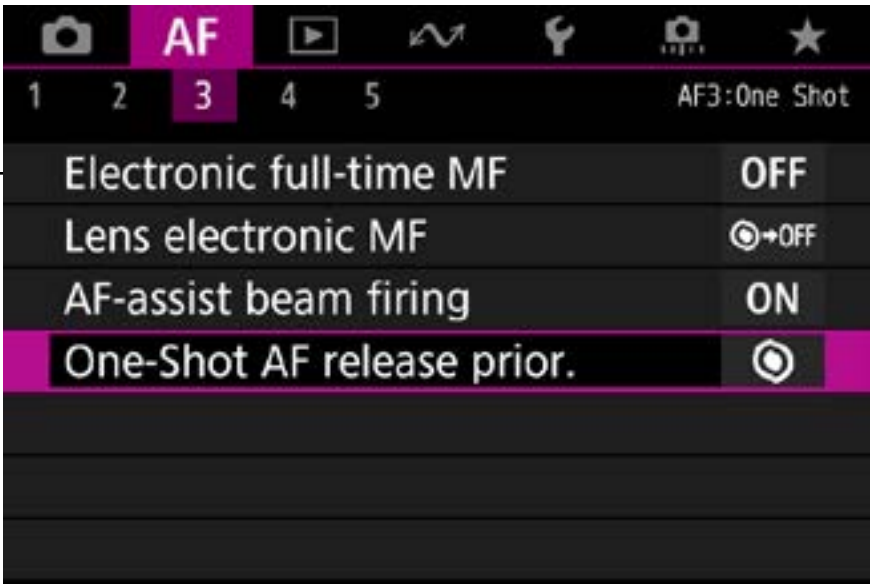 AF
1 2 3 4 5 AF3:One Shot
Electronic full-time MF OFF
Lens electronic MF →OFF
AF-assist beam firing ON
One-Shot AF release prior.